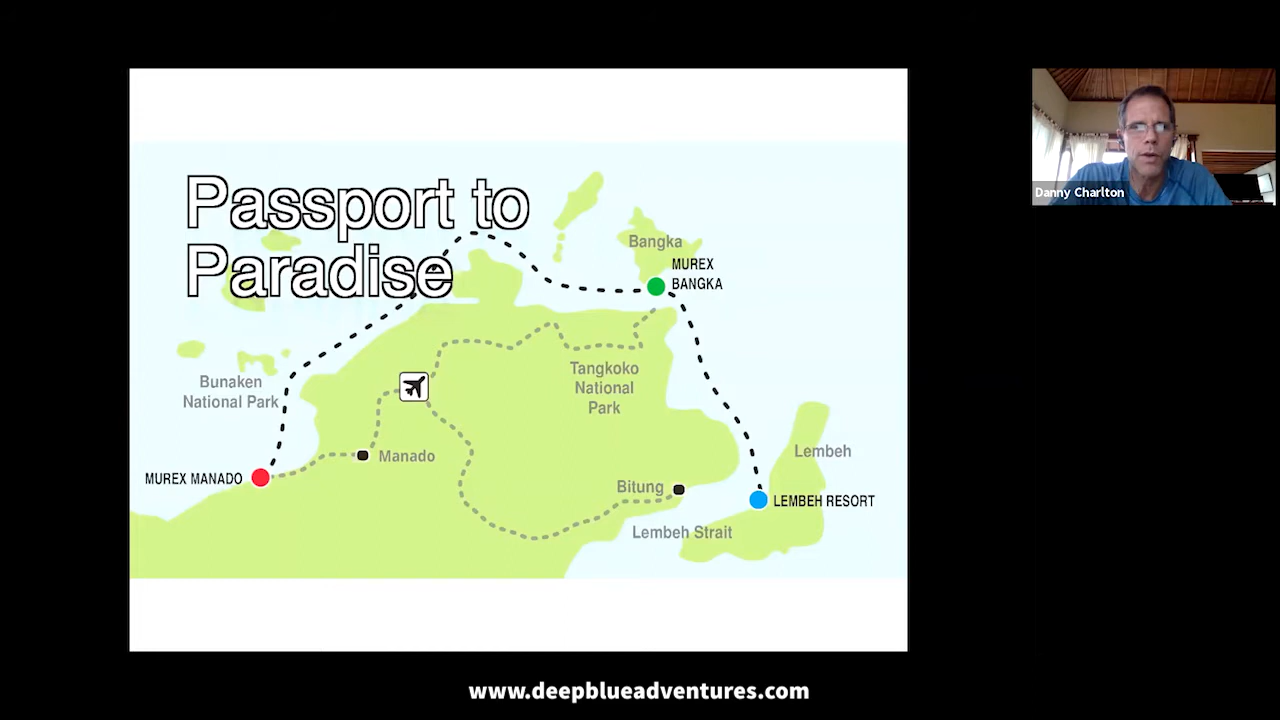 Passport to
Paradise
Bangka
MUREX
BANGKA
Tangkoko
National
Park
Bunaken
National Park
Manado
MUREX MANADO
Lembeh
Bitung
LEMBEH RESORT
Lembeh Strait
Danny Charlton
www.deepblueadventures.com